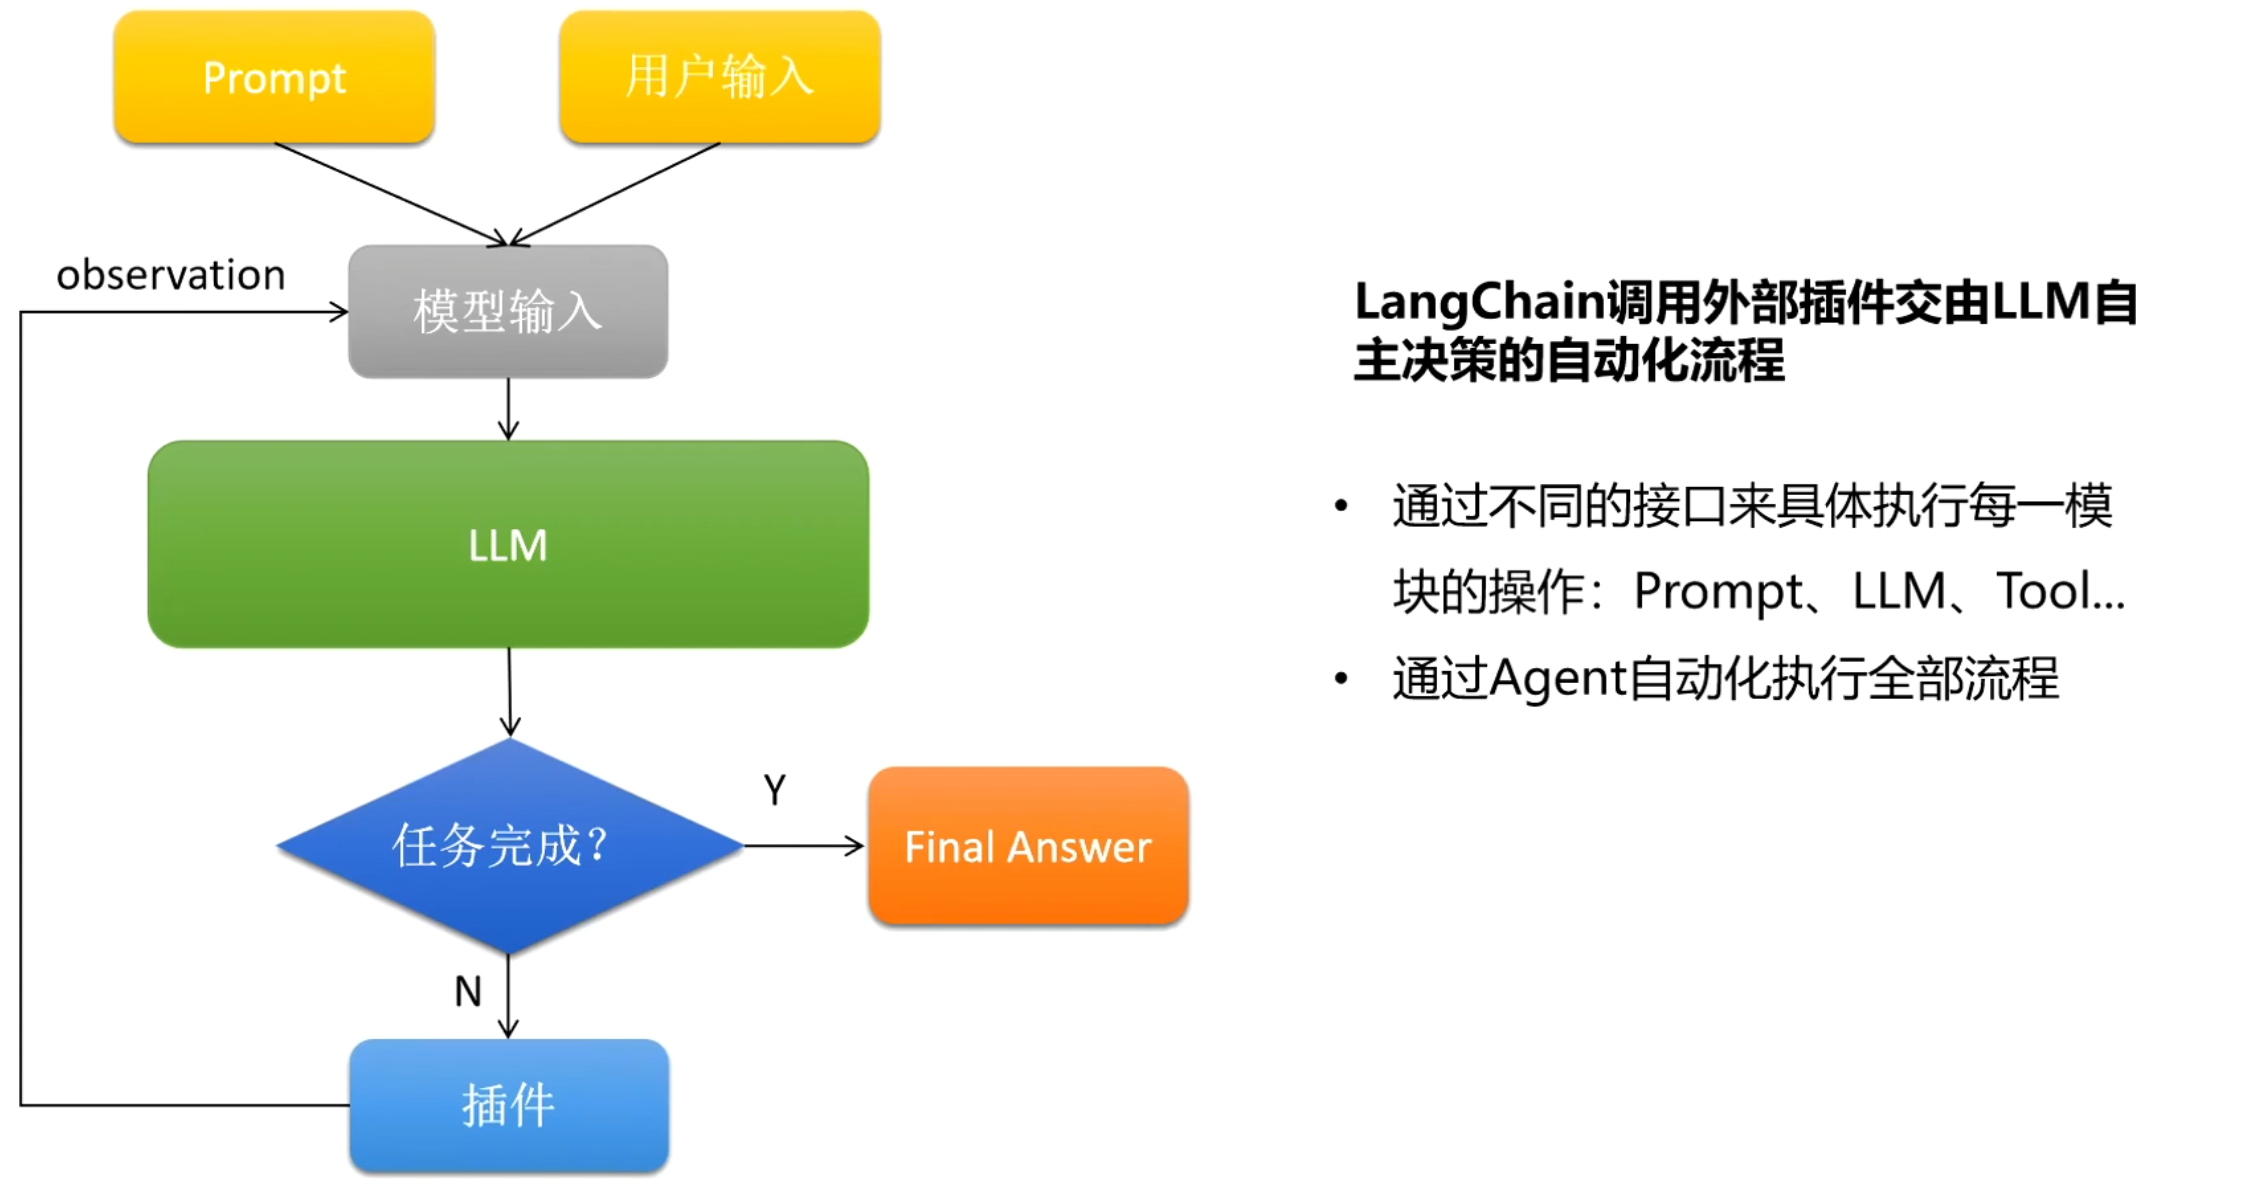 Prompt
用户输入
observation
模型输入
LLM
任务完成？
Y
Final Answer
N
插件
LangChain调用外部插件交由LLM自
主决策的自动化流程
• 通过不同的接口来具体执行每一模
块的操作：Prompt、LLM、Tool...
• 通过Agent自动化执行全部流程